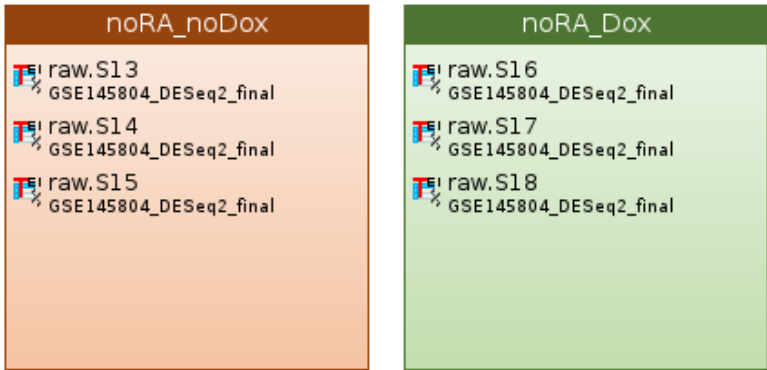 noRA_noDox
raw.S13
GSE145804_DESeq2_final
raw.S14
GSE145804_DESeq2_final
raw.S15
GSE145804_DESeq2_final
noRA_Dox
raw.S16
GSE145804_DESeq2_final
raw.S17
GSE145804_DESeq2_final
raw.S18
GSE145804_DESeq2_final